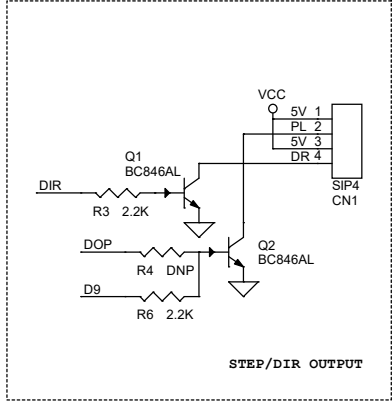 VCC
5V 1
PL 2
5V 3
DR 4
SIP4
CN1
Q1
BC846AL
DIR
R3 2.2K
DOP
R4 DNP
Q2
BC846AL
D9
R6 2.2K
STEP/DIR OUTPUT